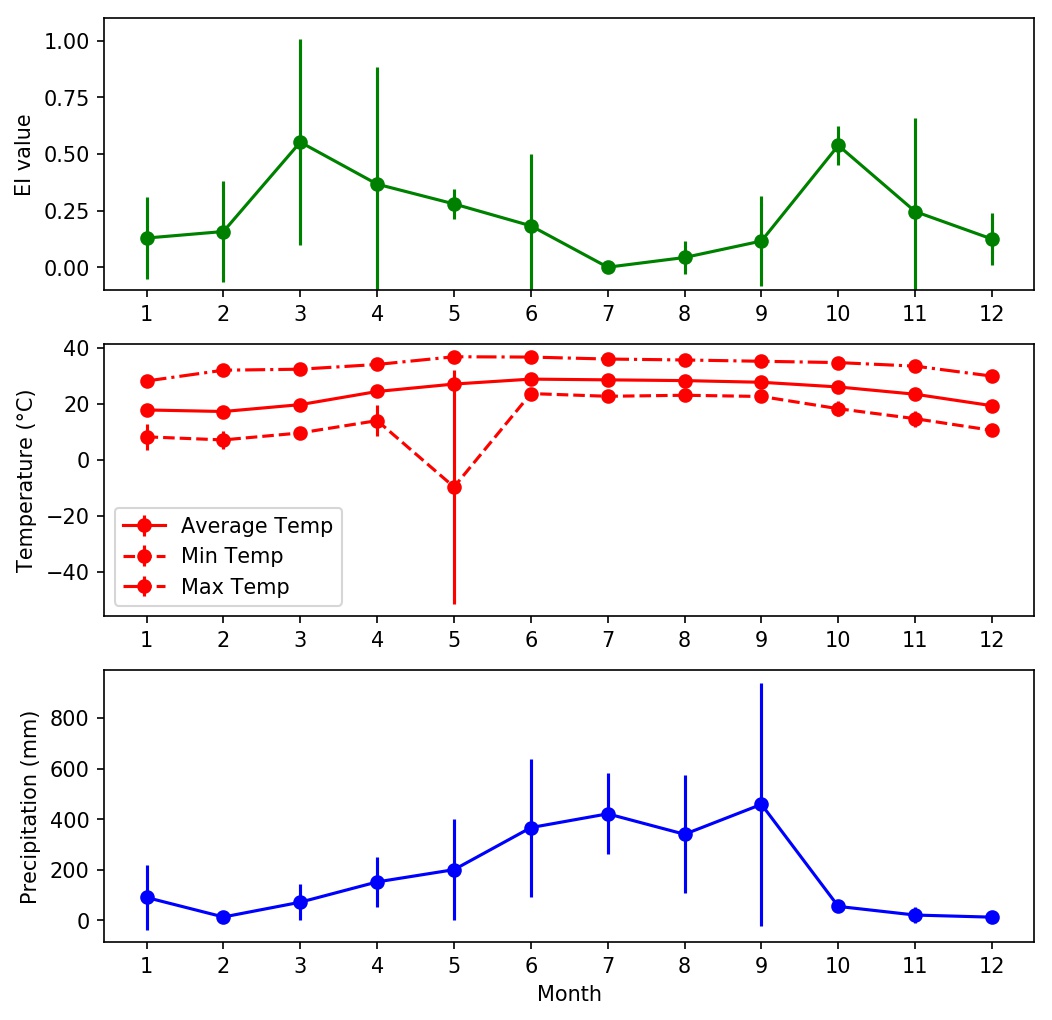 EI value
1.00
0.75
0.50
0.25
0.00
1 2 3 4 5 6 7 8 9 10 11 12
Temperature (°C)
40
20
0
−20
−40
Average Temp
Min Temp
Max Temp
1 2 3 4 5 6 7 8 9 10 11 12
Precipitation (mm)
800
600
400
200
0
1 2 3 4 5 6 7 8 9 10 11 12
Month